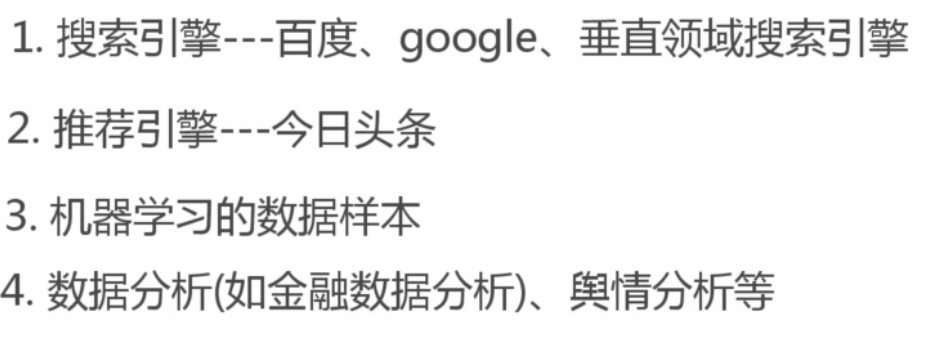 1. 搜索引擎---百度、google、垂直领域搜索引擎
2. 推荐引擎---今日头条
3. 机器学习的数据样本
4. 数据分析(如金融数据分析)、舆情分析等